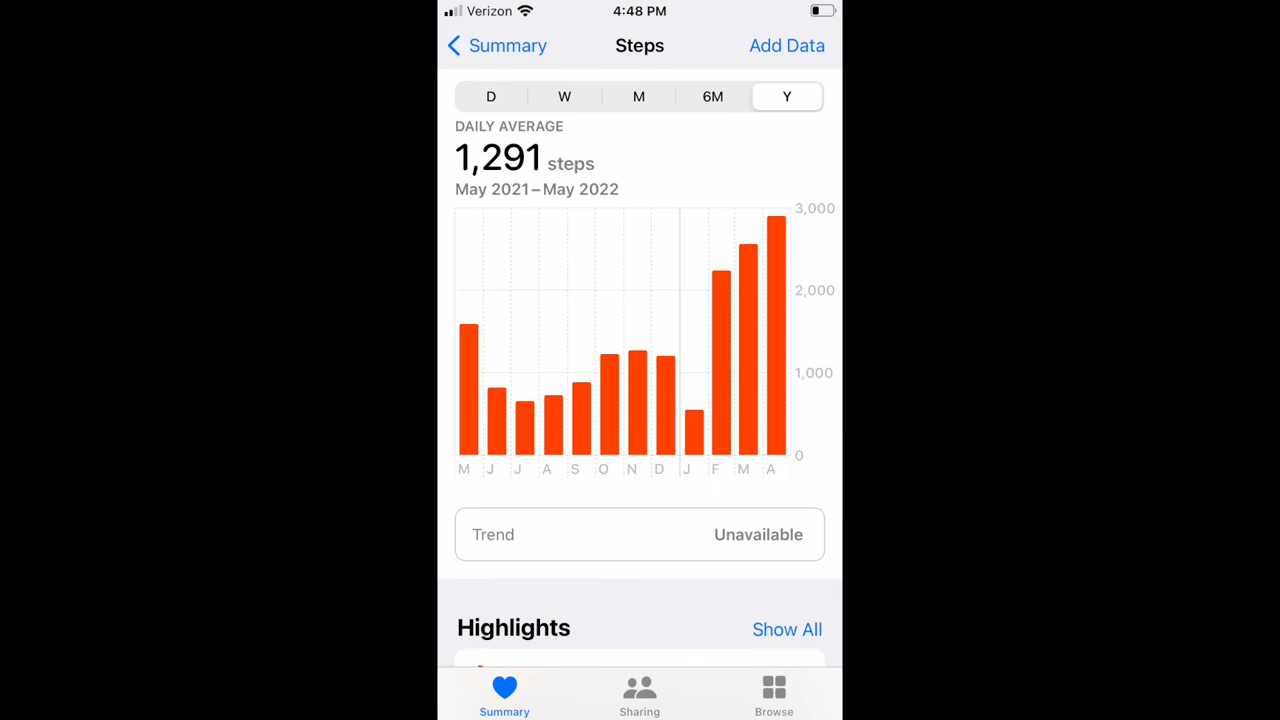 Verizon 4:48 PM
Summary Steps Add Data
D W M 6M Y
DAILY AVERAGE
1,291 steps
May 2021–May 2022
3,000
2,000
1,000
0
M J J A S O N D J F M A
Trend Unavailable
Highlights Show All
Summary Sharing Browse